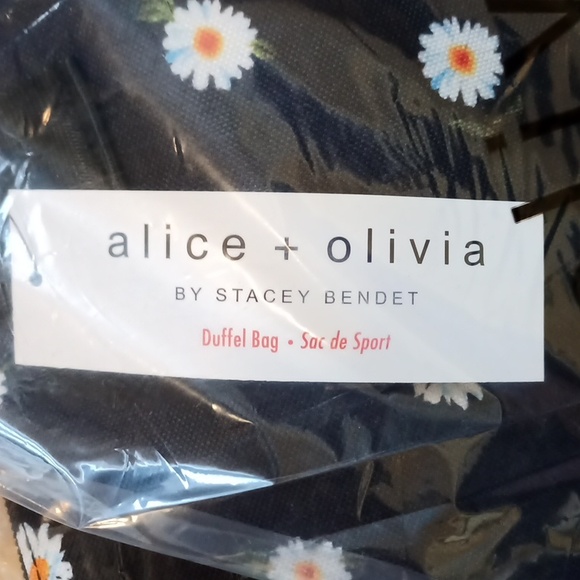 alice + olivia
BY STACEY BENDET
Duffel Bag • Sac de Sport